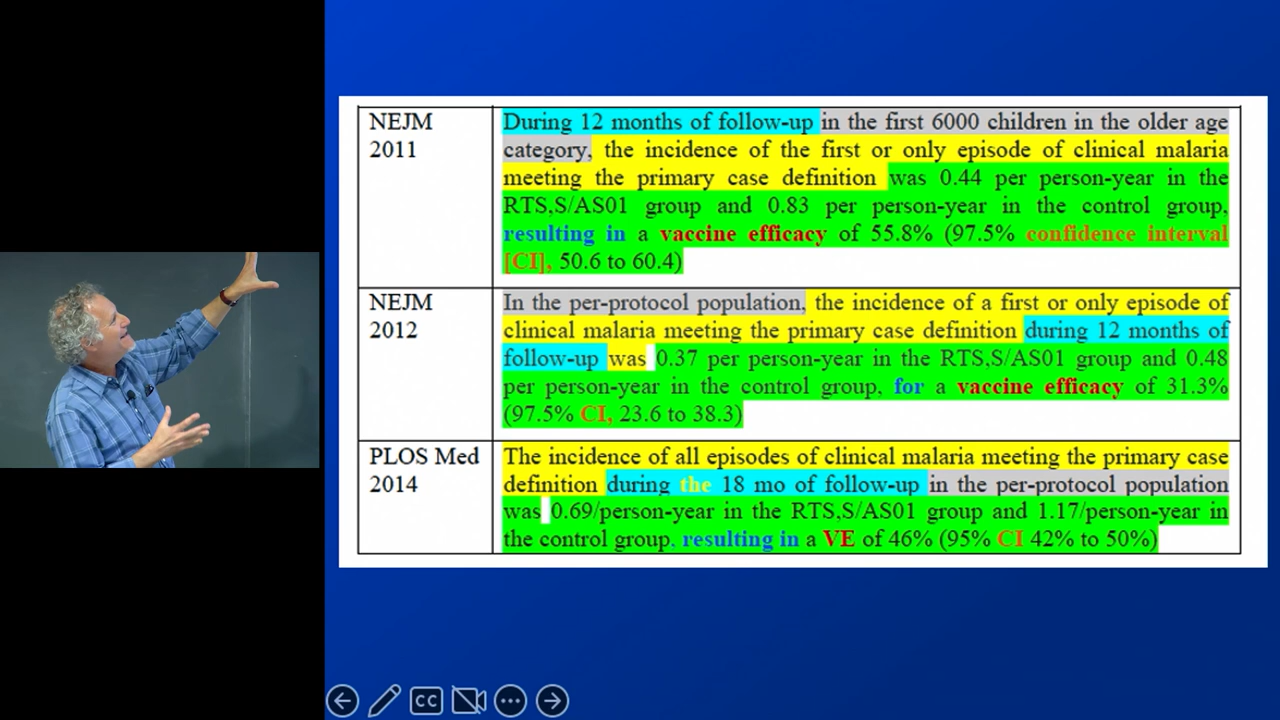 NEJM
2011
During 12 months of follow-up in the first 6000 children in the older age
category, the incidence of the first or only episode of clinical malaria
meeting the primary case definition was 0.44 per person-year in the
RTS,S/AS01 group and 0.83 per person-year in the control group,
resulting in a vaccine efficacy of 55.8% (97.5% confidence interval
[CI], 50.6 to 60.4)
NEJM
2012
In the per-protocol population, the incidence of a first or only episode of
clinical malaria meeting the primary case definition during 12 months of
follow-up was 0.37 per person-year in the RTS,S/AS01 group and 0.48
per person-year in the control group, for a vaccine efficacy of 31.3%
(97.5% CI, 23.6 to 38.3)
PLOS Med
2014
The incidence of all episodes of clinical malaria meeting the primary case
definition during the 18 mo of follow-up in the per-protocol population
was 0.69/person-year in the RTS,S/AS01 group and 1.17/person-year in
the control group, resulting in a VE of 46% (95% CI 42% to 50%)
CC